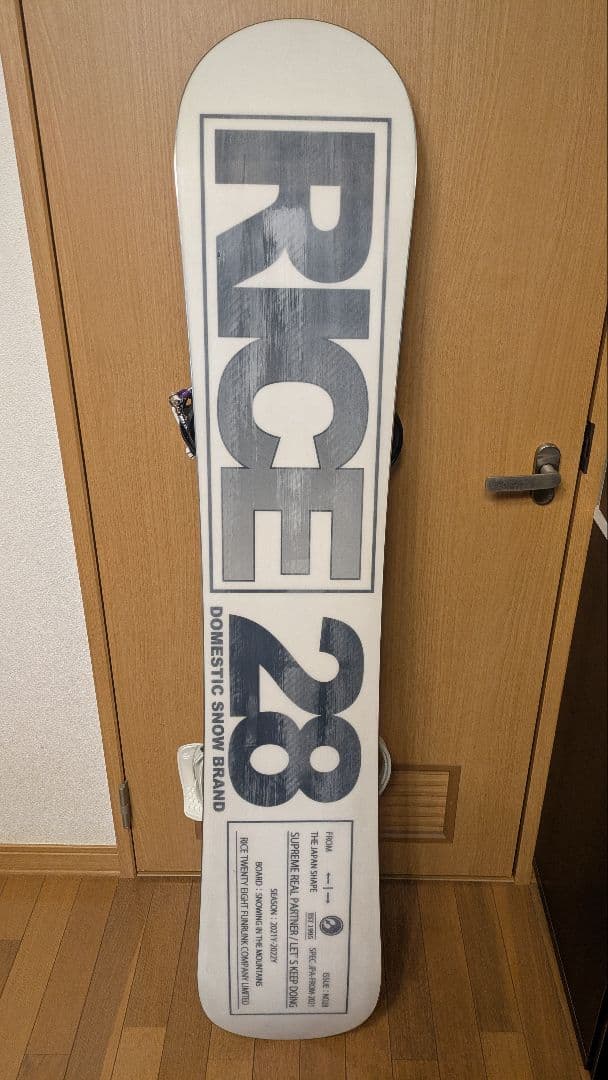 RICE
28
DOMESTIC SNOW BRAND
FROM
THE JAPAN SHAPE
EST 1995
ISSUE : NO28
SPEC JPA-FROM-2021
SUPREME REAL PARTNER / LET'S KEEP DOING
SEASON : 2021Y-2022Y
BOARD : SNOWING IN THE MOUNTAINS
RICE TWENTY EIGHT FUNRUNK COMPANY LIMITED